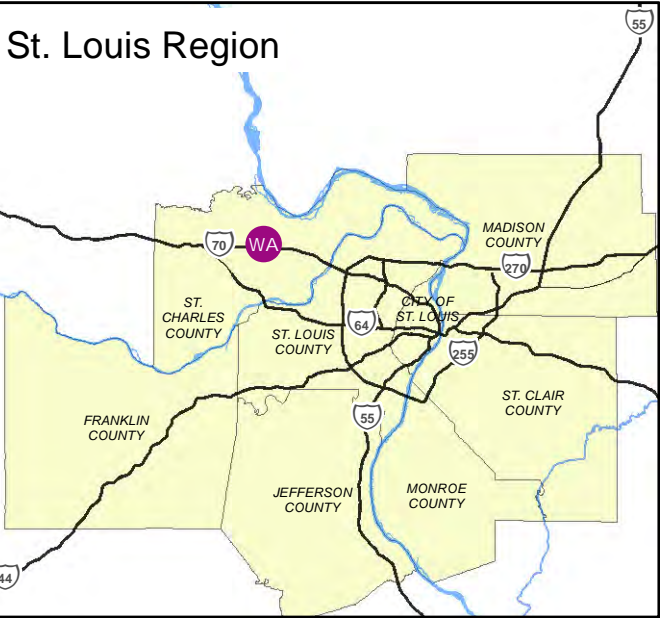 55
St. Louis Region
MADISON
COUNTY
70
WA
270
ST.
CHARLES
COUNTY
CITY OF
ST. LOUIS
64
ST. LOUIS
COUNTY
255
ST. CLAIR
COUNTY
55
FRANKLIN
COUNTY
JEFFERSON
COUNTY
MONROE
COUNTY
44